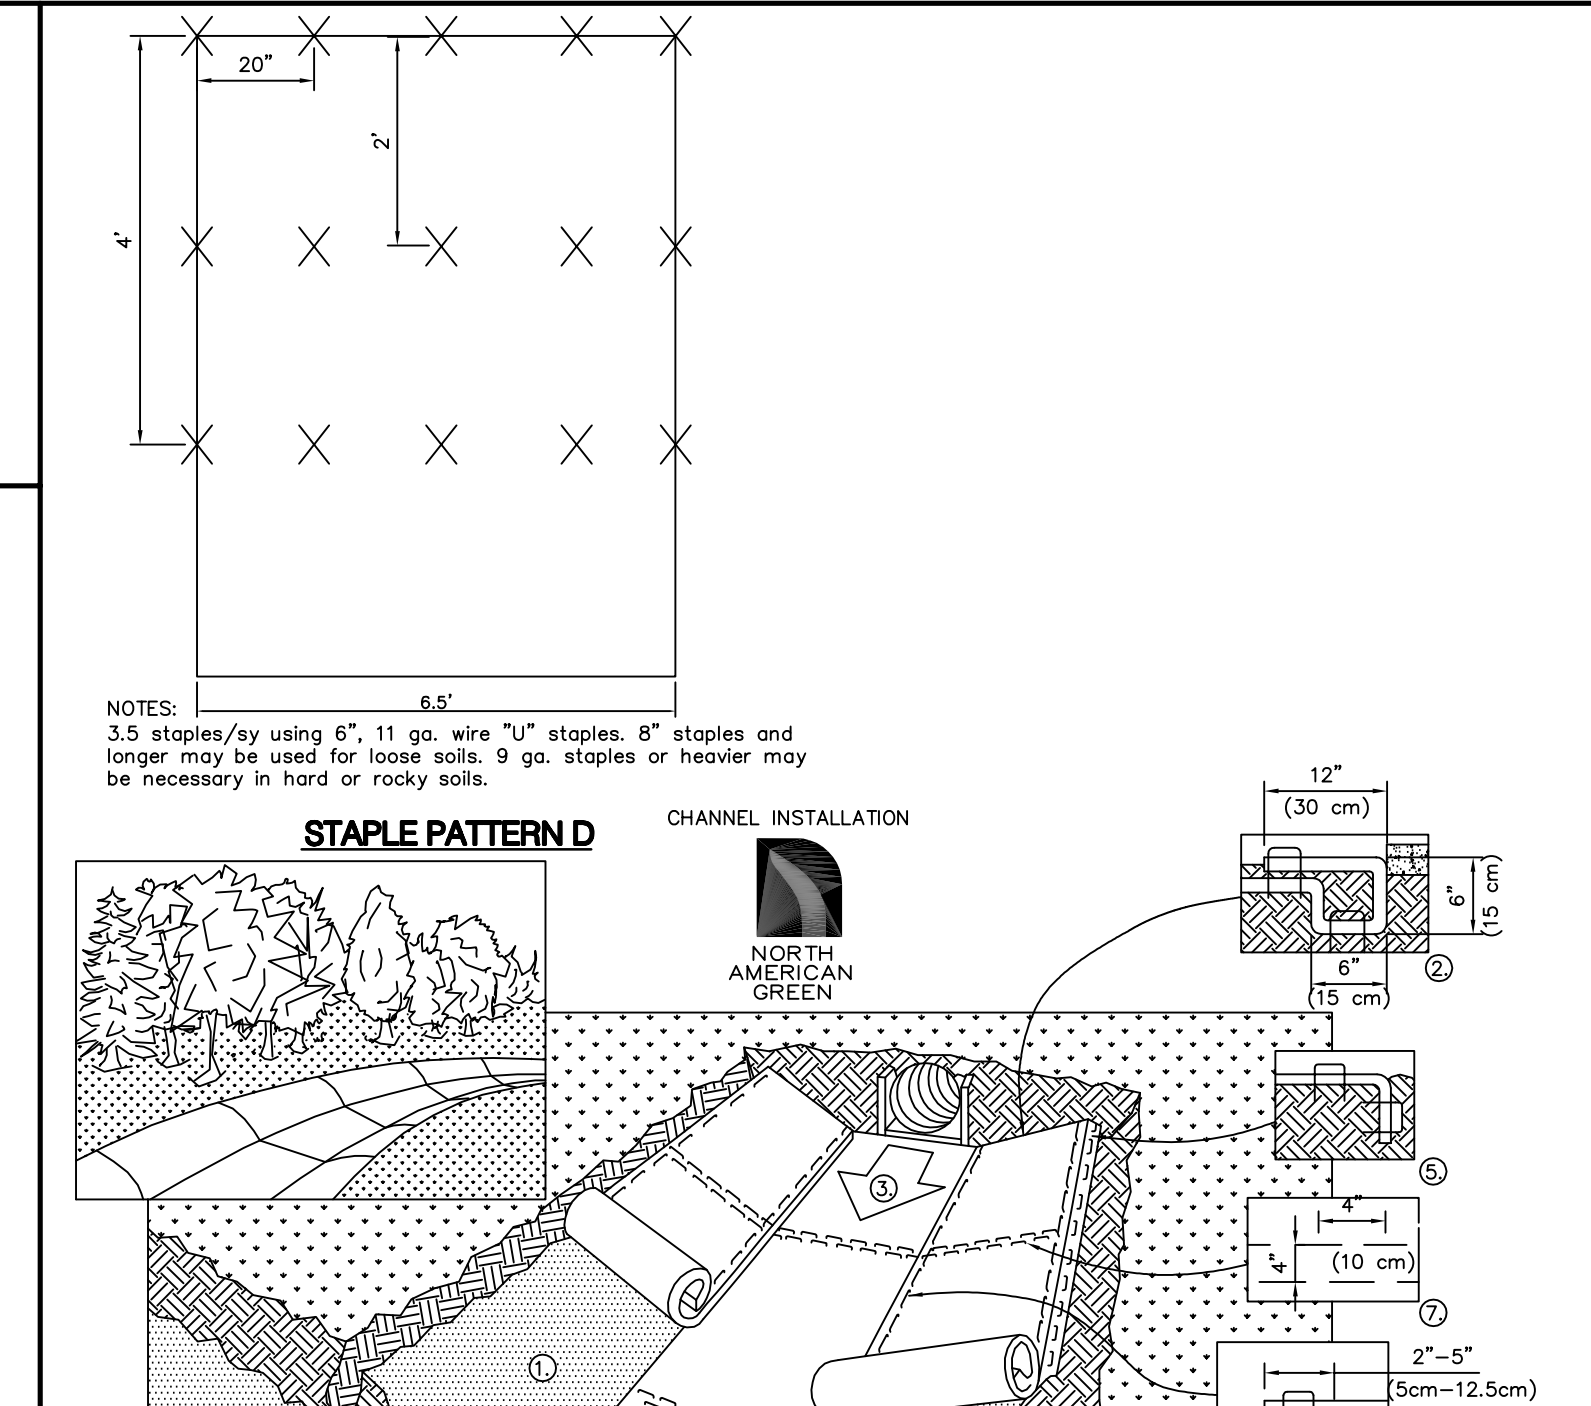 20"
2'
4'
6.5'
NOTES:
3.5 staples/sy using 6", 11 ga. wire "U" staples. 8" staples and
longer may be used for loose soils. 9 ga. staples or heavier may
be necessary in hard or rocky soils.
STAPLE PATTERN D
CHANNEL INSTALLATION
NORTH
AMERICAN
GREEN
12"
(30 cm)
6"
(15 cm)
6"
(15 cm)
2.
5.
3.
4"
4"
(10 cm)
7.
1.
2"-5"
(5cm-12.5cm)